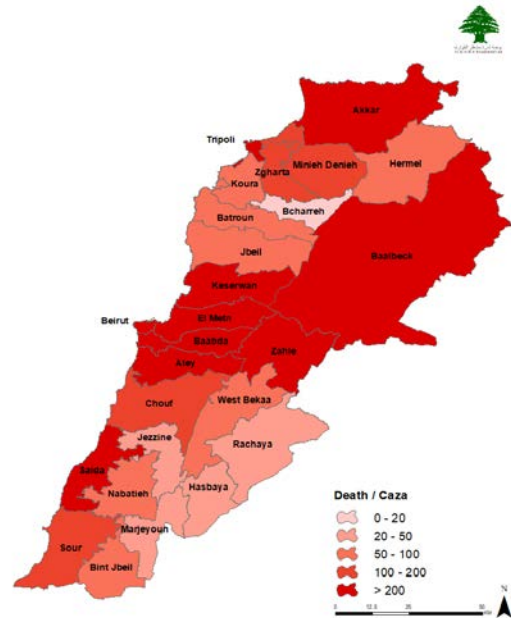 Akkar
Tripoli
Minieh Denieh
Hermel
Zgharta
Koura
Bcharreh
Batroun
Jbeil
Baalbeck
Keserwan
El Metn
Beirut
Baabda
Zahle
Aley
Chouf
West Bekaa
Jezzine
Rachaya
Saida
Hasbaya
Nabatieh
Marjeyoun
Sour
Bint Jbeil
Death / Caza
0 - 20
20 - 50
50 - 100
100 - 200
> 200
N
0
12.5
25
50